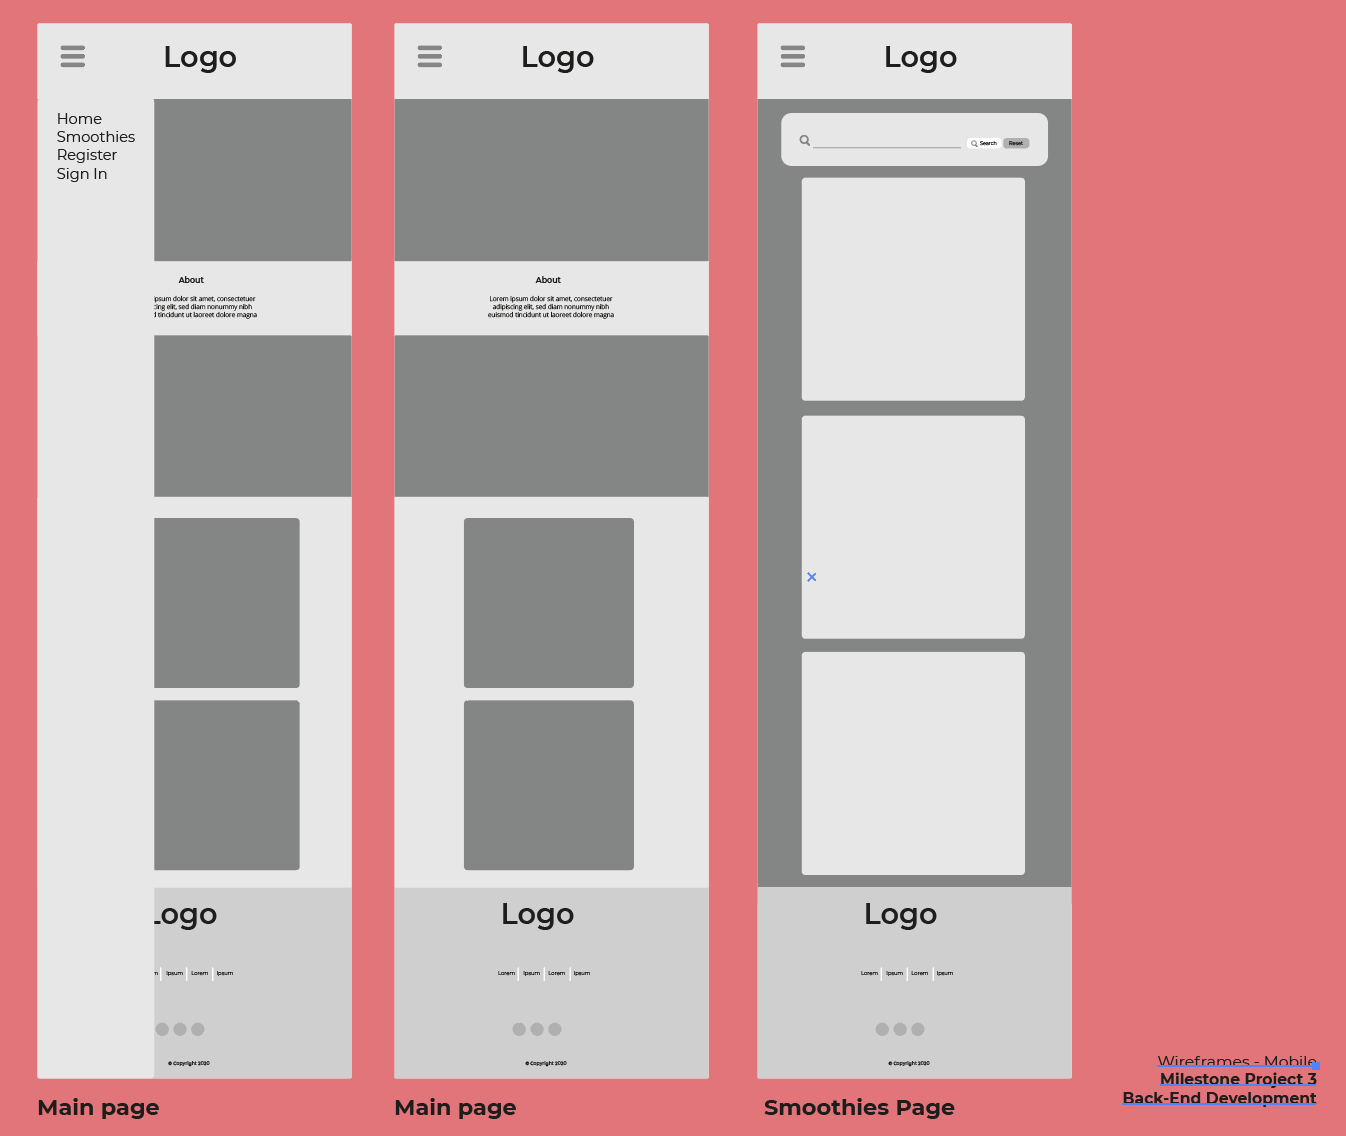 Logo
Home
Smoothies
Register
Sign In
About
ipsum dolor sit amet, consectetuer
cing elit, sed diam nonummy nibh
d tincidunt ut laoreet dolore magna
Logo
m | Ipsum | Lorem | Ipsum
© Copyright 2020
Main page
Logo
About
Lorem ipsum dolor sit amet, consectetuer
adipiscing elit, sed diam nonummy nibh
euismod tincidunt ut laoreet dolore magna
Logo
Lorem | Ipsum | Lorem | Ipsum
© Copyright 2020
Main page
Logo
Search Reset
Logo
Lorem | Ipsum | Lorem | Ipsum
© Copyright 2020
Smoothies Page
Wireframes - Mobile
Milestone Project 3
Back-End Development